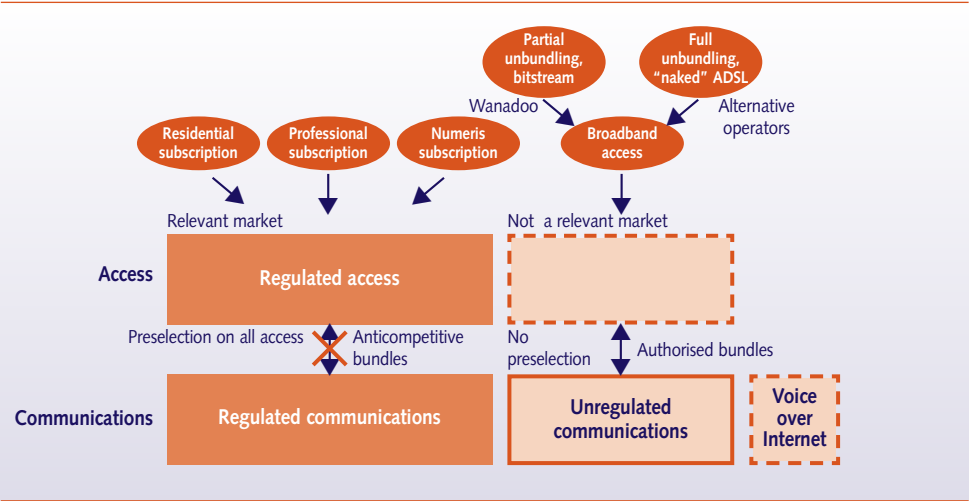 Partial
unbundling,
bitstream
Full
unbundling,
“naked” ADSL
Wanadoo
Alternative
operators
Residential
subscription
Professional
subscription
Numeris
subscription
Broadband
access
Relevant market
Not a relevant market
Access
Regulated access
Preselection on all access
Anticompetitive
bundles
No
preselection
Authorised bundles
Communications
Regulated communications
Unregulated
communications
Voice
over
Internet